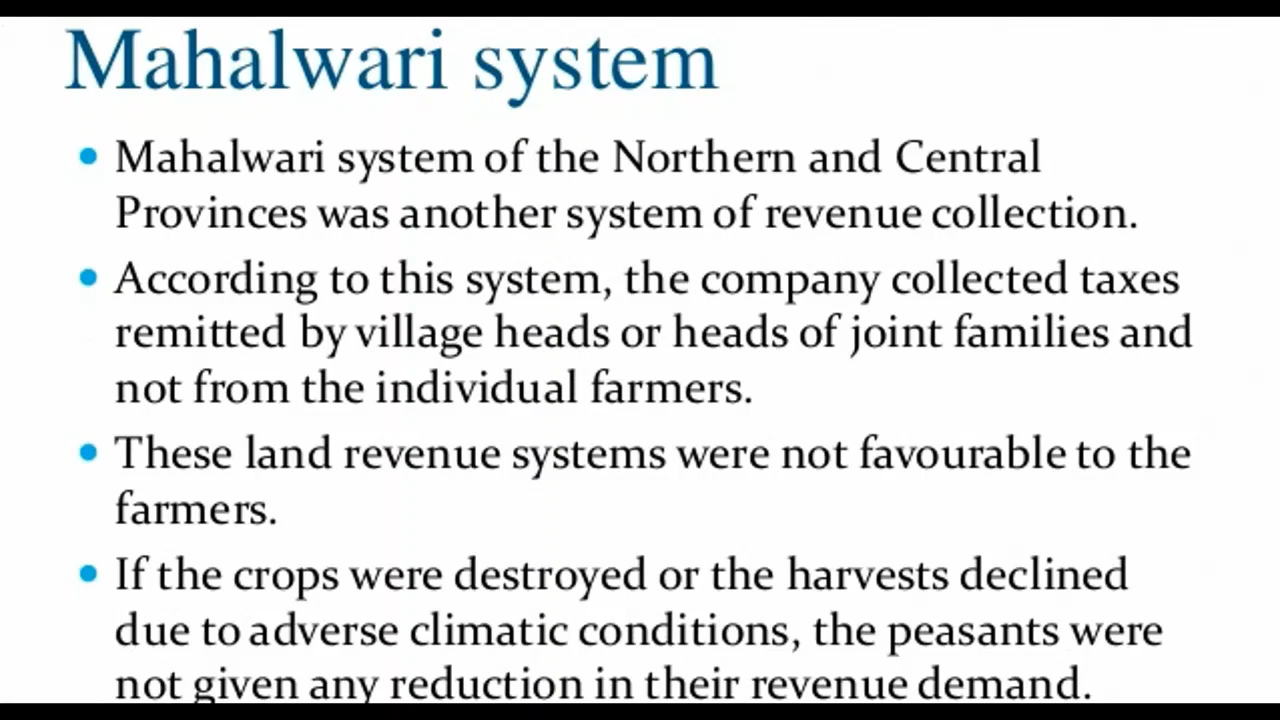 Mahalwari system
• Mahalwari system of the Northern and Central
Provinces was another system of revenue collection.
• According to this system, the company collected taxes
remitted by village heads or heads of joint families and
not from the individual farmers.
• These land revenue systems were not favourable to the
farmers.
• If the crops were destroyed or the harvests declined
due to adverse climatic conditions, the peasants were
not given any reduction in their revenue demand.